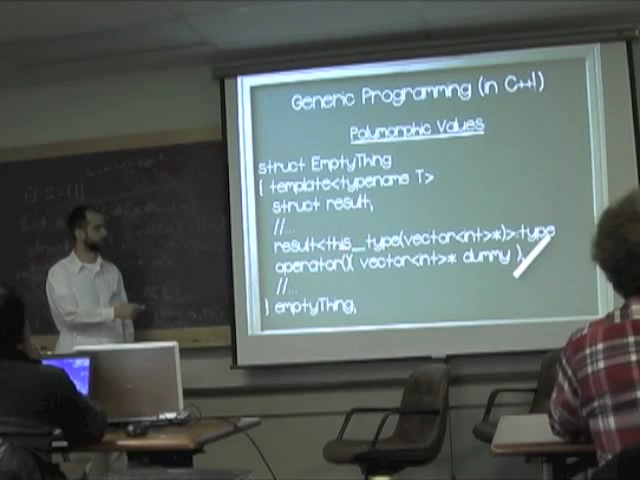 Generic Programming (in C++!)
Polymorphic Values
struct EmptyThing
{ template<typename T>
struct result;
//...
result<this_type(vector<int>*)>::type
operator()( vector<int>* dummy );
//...
} emptyThing;